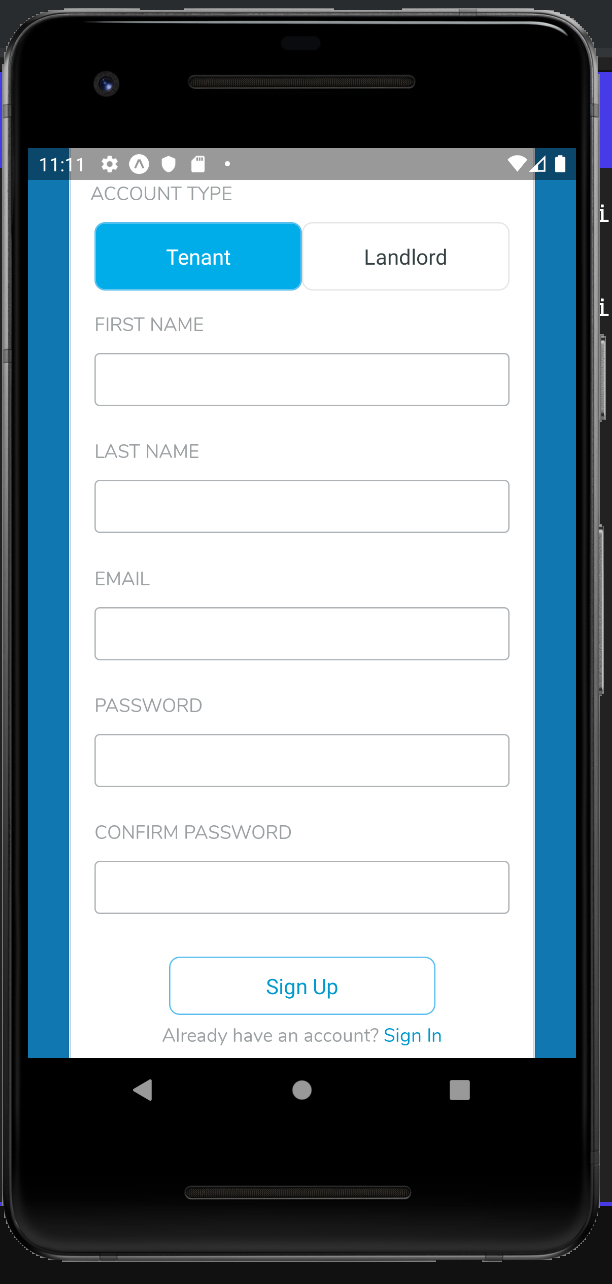 11:11
ACCOUNT TYPE
Tenant Landlord
FIRST NAME
LAST NAME
EMAIL
PASSWORD
CONFIRM PASSWORD
Sign Up
Already have an account? Sign In
i
i